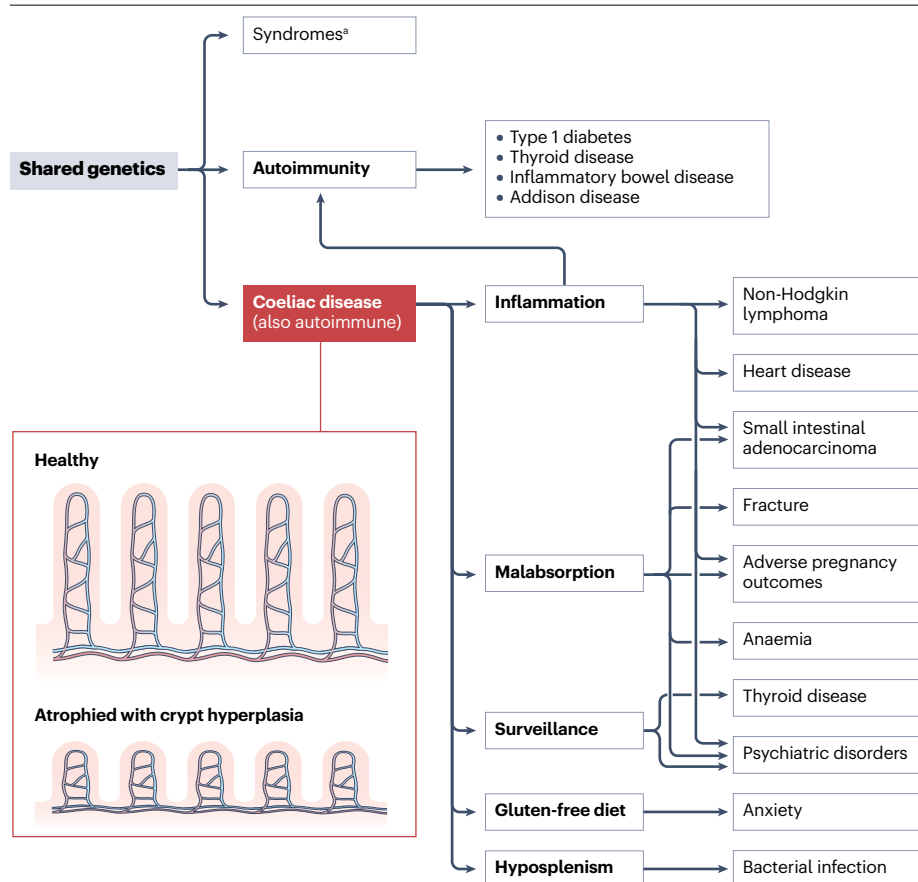 Syndromesᵃ
Shared genetics
Autoimmunity
• Type 1 diabetes
• Thyroid disease
• Inflammatory bowel disease
• Addison disease
Coeliac disease
(also autoimmune)
Inflammation
Non-Hodgkin
lymphoma
Heart disease
Small intestinal
adenocarcinoma
Healthy
Fracture
Malabsorption
Adverse pregnancy
outcomes
Anaemia
Thyroid disease
Atrophied with crypt hyperplasia
Surveillance
Psychiatric disorders
Gluten-free diet
Anxiety
Hyposplenism
Bacterial infection